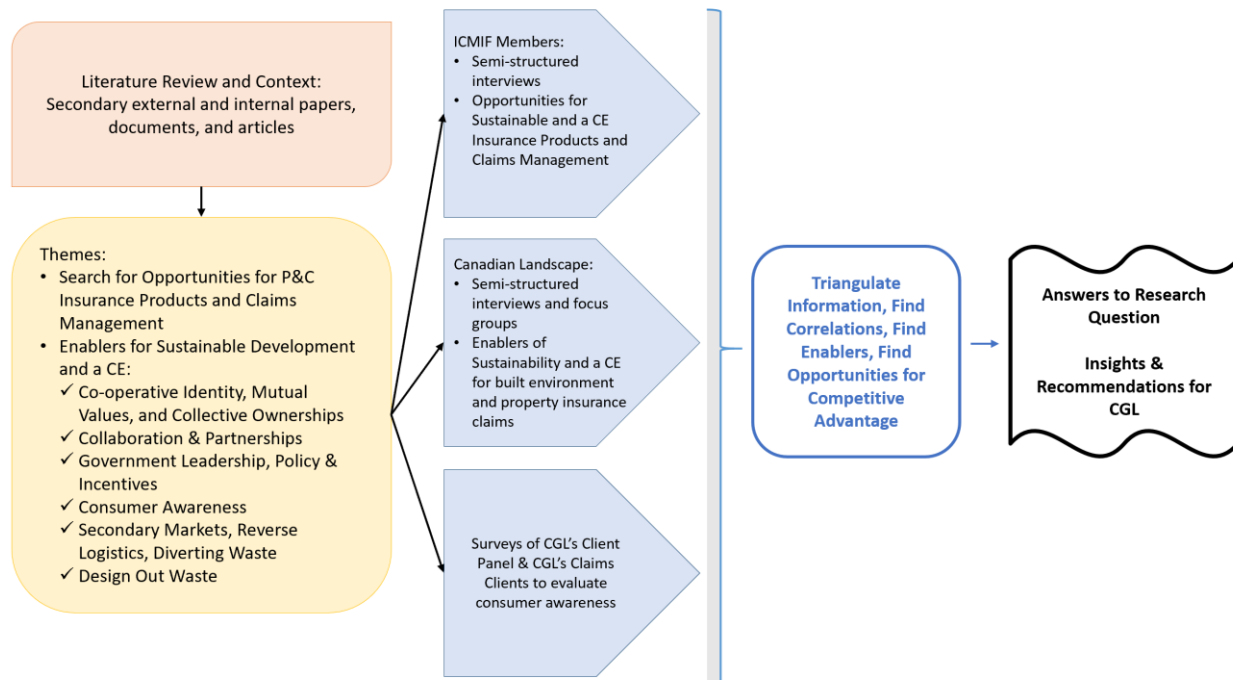 Literature Review and Context:
Secondary external and internal papers,
documents, and articles
Themes:
• Search for Opportunities for P&C
Insurance Products and Claims
Management
• Enablers for Sustainable Development
and a CE:
✓ Co-operative Identity, Mutual
Values, and Collective Ownerships
✓ Collaboration & Partnerships
✓ Government Leadership, Policy &
Incentives
✓ Consumer Awareness
✓ Secondary Markets, Reverse
Logistics, Diverting Waste
✓ Design Out Waste
ICMIF Members:
• Semi-structured
interviews
• Opportunities for
Sustainable and a CE
Insurance Products and
Claims Management
Canadian Landscape:
• Semi-structured
interviews and focus
groups
• Enablers of
Sustainability and a CE
for built environment
and property insurance
claims
Surveys of CGL's Client
Panel & CGL's Claims
Clients to evaluate
consumer awareness
Triangulate
Information, Find
Correlations, Find
Enablers, Find
Opportunities for
Competitive
Advantage
Answers to Research
Question
Insights &
Recommendations for
CGL